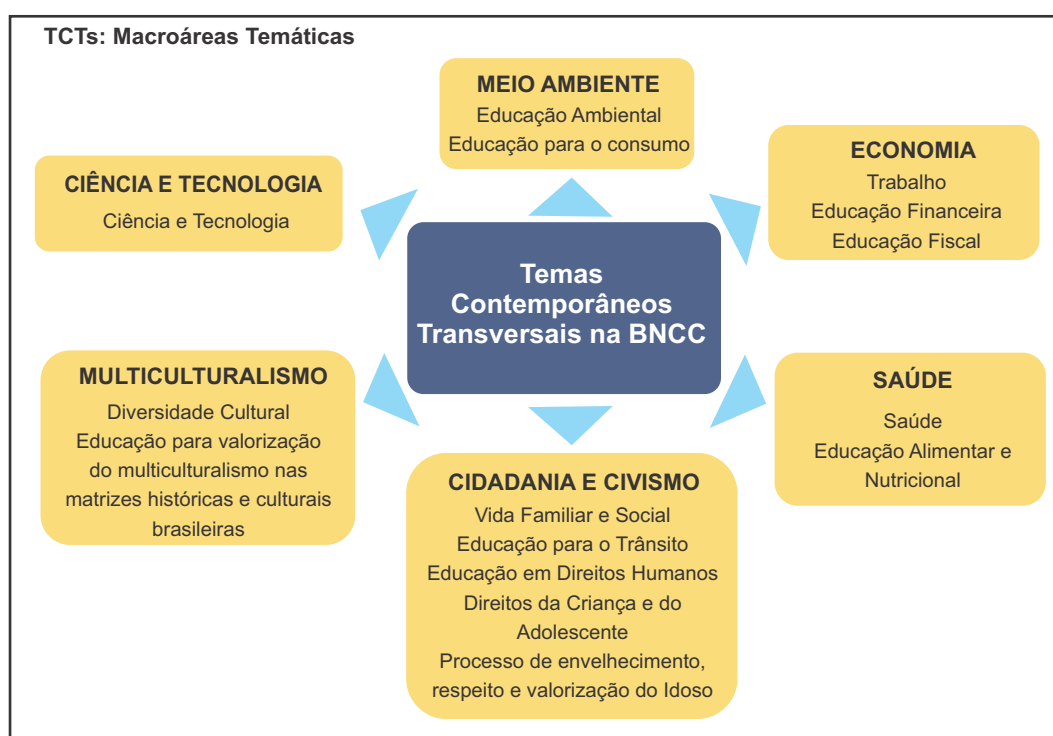 TCTs: Macroáreas Temáticas
MEIO AMBIENTE
Educação Ambiental
Educação para o consumo
CIÊNCIA E TECNOLOGIA
Ciência e Tecnologia
ECONOMIA
Trabalho
Educação Financeira
Educação Fiscal
Temas
Contemporâneos
Transversais na BNCC
MULTICULTURALISMO
Diversidade Cultural
Educação para valorização
do multiculturalismo nas
matrizes históricas e culturais
brasileiras
SAÚDE
Saúde
Educação Alimentar e
Nutricional
CIDADANIA E CIVISMO
Vida Familiar e Social
Educação para o Trânsito
Educação em Direitos Humanos
Direitos da Criança e do
Adolescente
Processo de envelhecimento,
respeito e valorização do Idoso